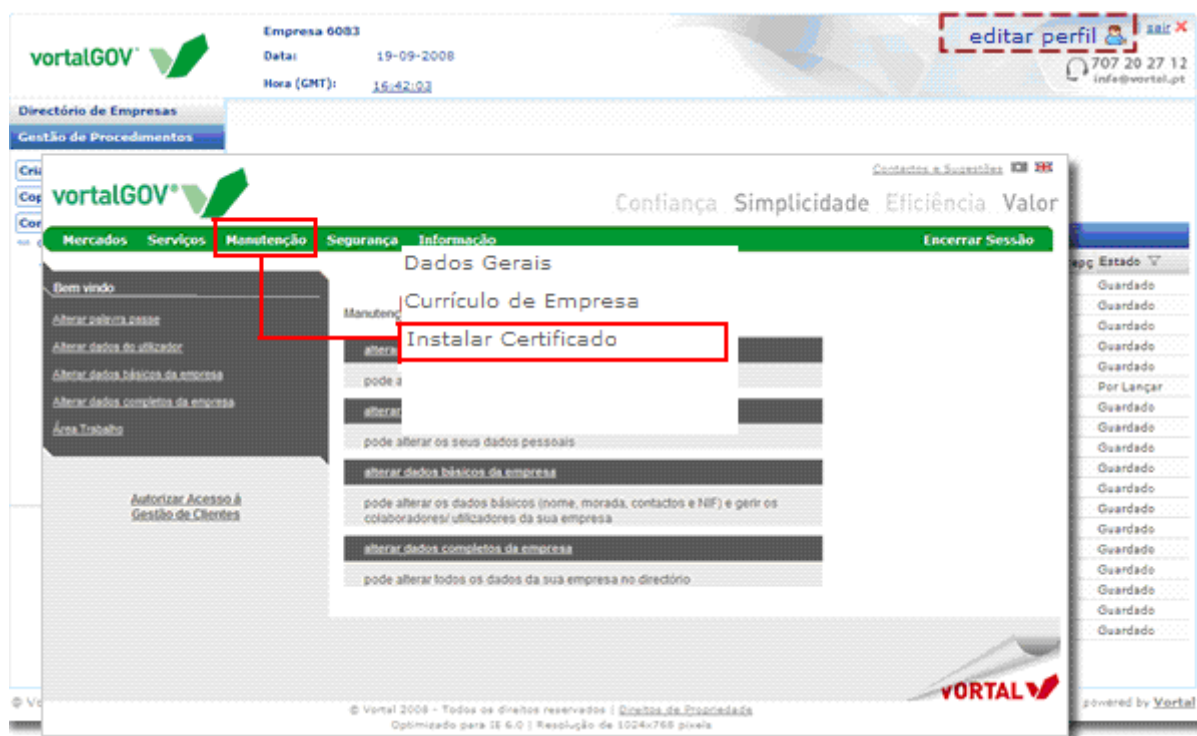 vortalGOV
Empresa 6083
Data: 19-09-2008
Hora (GMT): 16:42:03
editar perfil
sair
707 20 27 12
info@vortal.pt
Directório de Empresas
Gestão de Procedimentos
Estado
Guardado
Guardado
Guardado
Guardado
Guardado
Por Lançar
Guardado
Guardado
Guardado
Guardado
Guardado
Guardado
Guardado
Guardado
Guardado
Guardado
Guardado
Guardado
Contactos e Sugestões
vortalGOV
Confiança Simplicidade Eficiência Valor
Mercados Serviços Manutenção Segurança Informação Encerrar Sessão
Dados Gerais
Currículo de Empresa
Instalar Certificado
Bem vindo
Alterar palavra passe
Alterar dados do utilizador
Alterar dados básicos da empresa
Alterar dados completos da empresa
Área Trabalho
Autorizar Acesso à
Gestão de Clientes
pode a
pode alterar os seus dados pessoais
alterar dados básicos da empresa
pode alterar os dados básicos (nome, morada, contactos e NIF) e gerir os
colaboradores/ utilizadores da sua empresa
alterar dados completos da empresa
pode alterar todos os dados da sua empresa no directório
VORTAL
© Vortal 2008 - Todos os direitos reservados | Direitos de Propriedade
Optimizado para IE 6.0 | Resolução de 1024x768 pixels
powered by Vortal